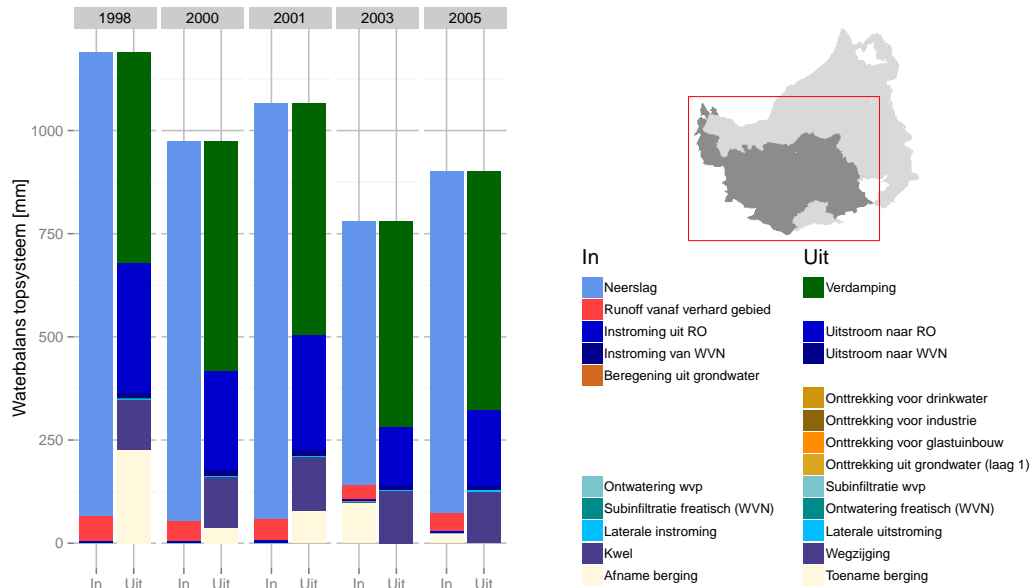 1998 2000 2001 2003 2005
Waterbalans topsysteem [mm]
1000
750
500
250
0
In Uit In Uit In Uit In Uit In Uit
In Uit
Neerslag Verdamping
Runoff vanaf verhard gebied
Instroming uit RO Uitstroom naar RO
Instroming van WVN Uitstroom naar WVN
Beregening uit grondwater
Onttrekking voor drinkwater
Onttrekking voor industrie
Onttrekking voor glastuinbouw
Onttrekking uit grondwater (laag 1)
Ontwatering wvp Subinfiltratie wvp
Subinfiltratie freatisch (WVN) Ontwatering freatisch (WVN)
Laterale instroming Laterale uitstroming
Kwel Wegzijging
Afname berging Toename berging